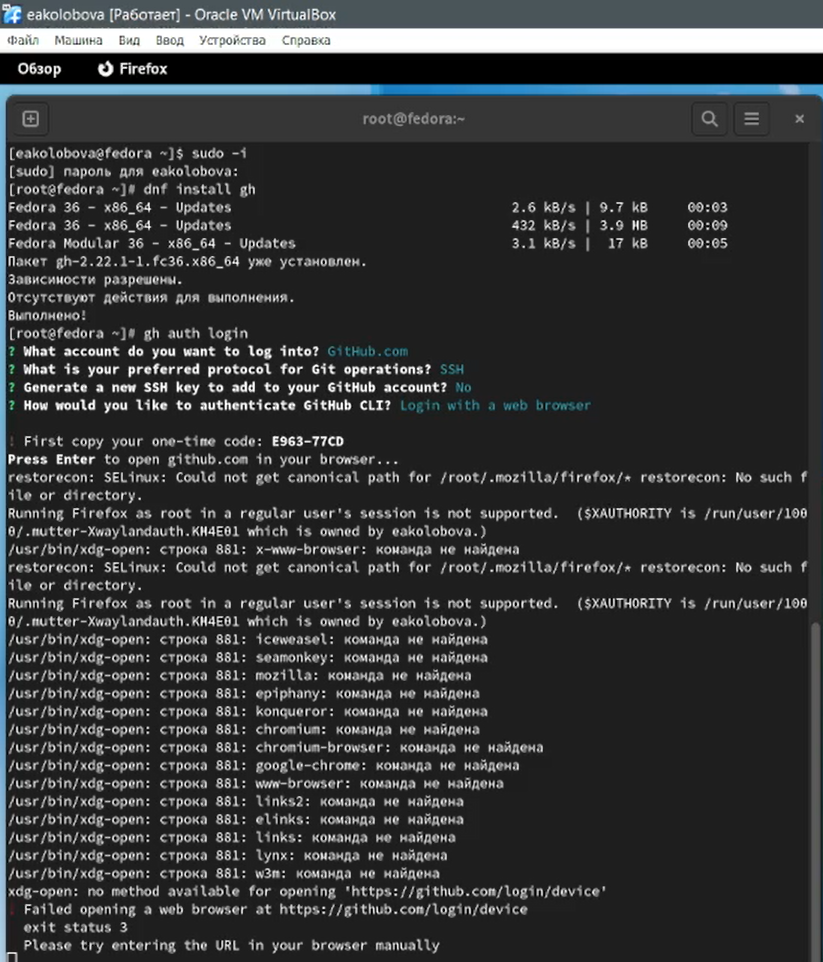 eakolobova [Работает] - Oracle VM VirtualBox
Файл Машина Вид Ввод Устройства Справка
Обзор Firefox
root@fedora:~
[eakolobova@fedora ~]$ sudo -i
[sudo] пароль для eakolobova:
[root@fedora ~]# dnf install gh
Fedora 36 - x86_64 - Updates 2.6 kB/s | 9.7 kB 00:03
Fedora 36 - x86_64 - Updates 432 kB/s | 3.9 MB 00:09
Fedora Modular 36 - x86_64 - Updates 3.1 kB/s | 17 kB 00:05
Пакет gh-2.22.1-1.fc36.x86_64 уже установлен.
Зависимости разрешены.
Отсутствуют действия для выполнения.
Выполнено!
[root@fedora ~]# gh auth login
? What account do you want to log into? GitHub.com
? What is your preferred protocol for Git operations? SSH
? Generate a new SSH key to add to your GitHub account? No
? How would you like to authenticate GitHub CLI? Login with a web browser
! First copy your one-time code: E963-77CD
Press Enter to open github.com in your browser...
restorecon: SELinux: Could not get canonical path for /root/.mozilla/firefox/* restorecon: No such f
ile or directory.
Running Firefox as root in a regular user's session is not supported. ($XAUTHORITY is /run/user/100
0/.mutter-Xwaylandauth.KH4E01 which is owned by eakolobova.)
/usr/bin/xdg-open: строка 881: x-www-browser: команда не найдена
restorecon: SELinux: Could not get canonical path for /root/.mozilla/firefox/* restorecon: No such f
ile or directory.
Running Firefox as root in a regular user's session is not supported. ($XAUTHORITY is /run/user/100
0/.mutter-Xwaylandauth.KH4E01 which is owned by eakolobova.)
/usr/bin/xdg-open: строка 881: iceweasel: команда не найдена
/usr/bin/xdg-open: строка 881: seamonkey: команда не найдена
/usr/bin/xdg-open: строка 881: mozilla: команда не найдена
/usr/bin/xdg-open: строка 881: epiphany: команда не найдена
/usr/bin/xdg-open: строка 881: konqueror: команда не найдена
/usr/bin/xdg-open: строка 881: chromium: команда не найдена
/usr/bin/xdg-open: строка 881: chromium-browser: команда не найдена
/usr/bin/xdg-open: строка 881: google-chrome: команда не найдена
/usr/bin/xdg-open: строка 881: www-browser: команда не найдена
/usr/bin/xdg-open: строка 881: links2: команда не найдена
/usr/bin/xdg-open: строка 881: elinks: команда не найдена
/usr/bin/xdg-open: строка 881: links: команда не найдена
/usr/bin/xdg-open: строка 881: lynx: команда не найдена
/usr/bin/xdg-open: строка 881: w3m: команда не найдена
xdg-open: no method available for opening 'https://github.com/login/device'
! Failed opening a web browser at https://github.com/login/device
exit status 3
Please try entering the URL in your browser manually